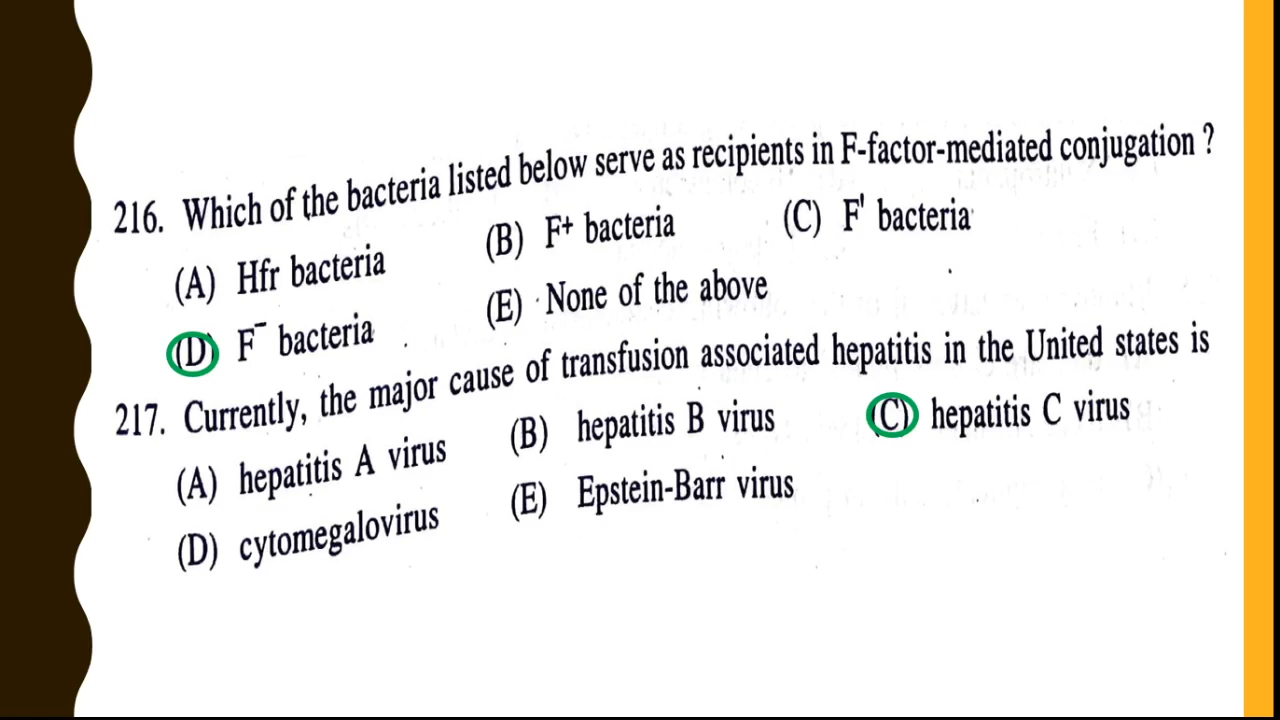 216. Which of the bacteria listed below serve as recipients in F-factor-mediated conjugation ?
(A) Hfr bacteria (B) F+ bacteria (C) F' bacteria
(D) F⁻ bacteria (E) None of the above
217. Currently, the major cause of transfusion associated hepatitis in the United states is
(A) hepatitis A virus (B) hepatitis B virus (C) hepatitis C virus
(D) cytomegalovirus (E) Epstein-Barr virus